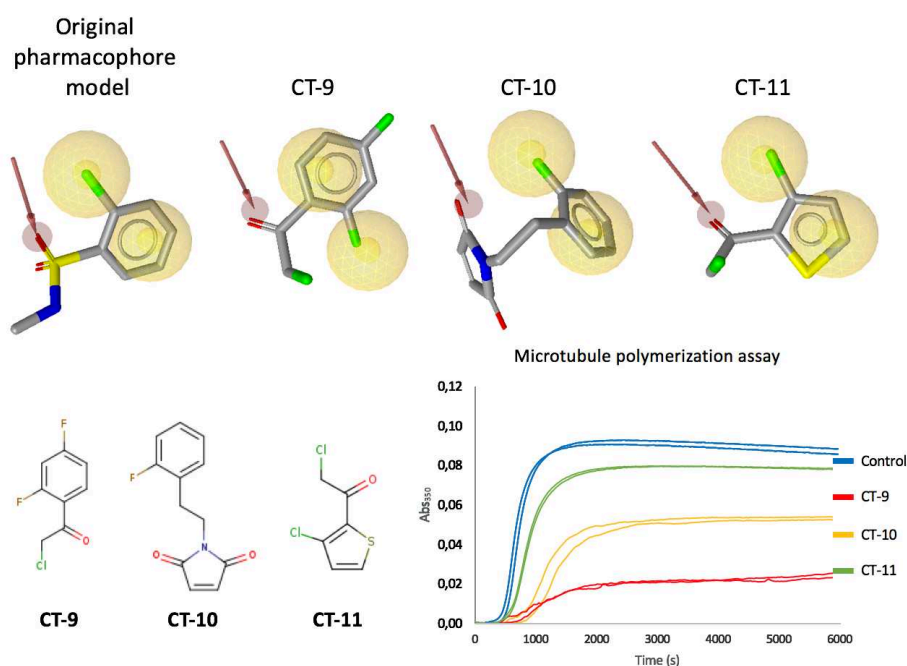 Original
pharmacophore
model
CT-9
CT-10
CT-11
Microtubule polymerization assay
0,12
0,10
0,08
0,06
0,04
0,02
0,00
Abs350
0
1000
2000
3000
4000
5000
6000
Time (s)
Control
CT-9
CT-10
CT-11
F
F
O
Cl
CT-9
F
N
O
O
CT-10
Cl
O
Cl
S
CT-11